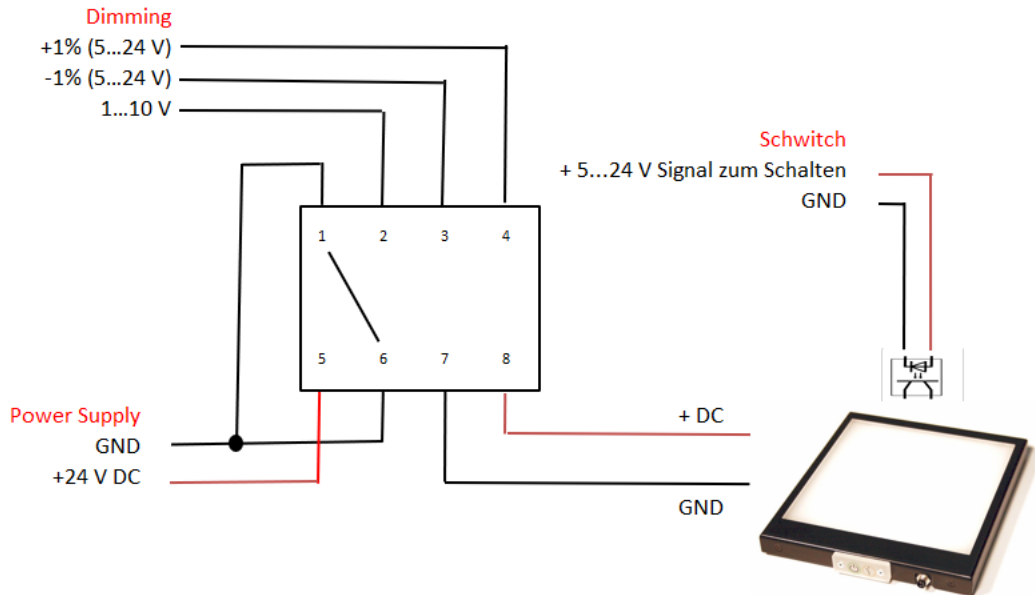 Dimming
+1% (5...24 V)
-1% (5...24 V)
1...10 V
Schwitch
+ 5...24 V Signal zum Schalten
GND
1 2 3 4
5 6 7 8
Power Supply
GND
+24 V DC
+ DC
GND